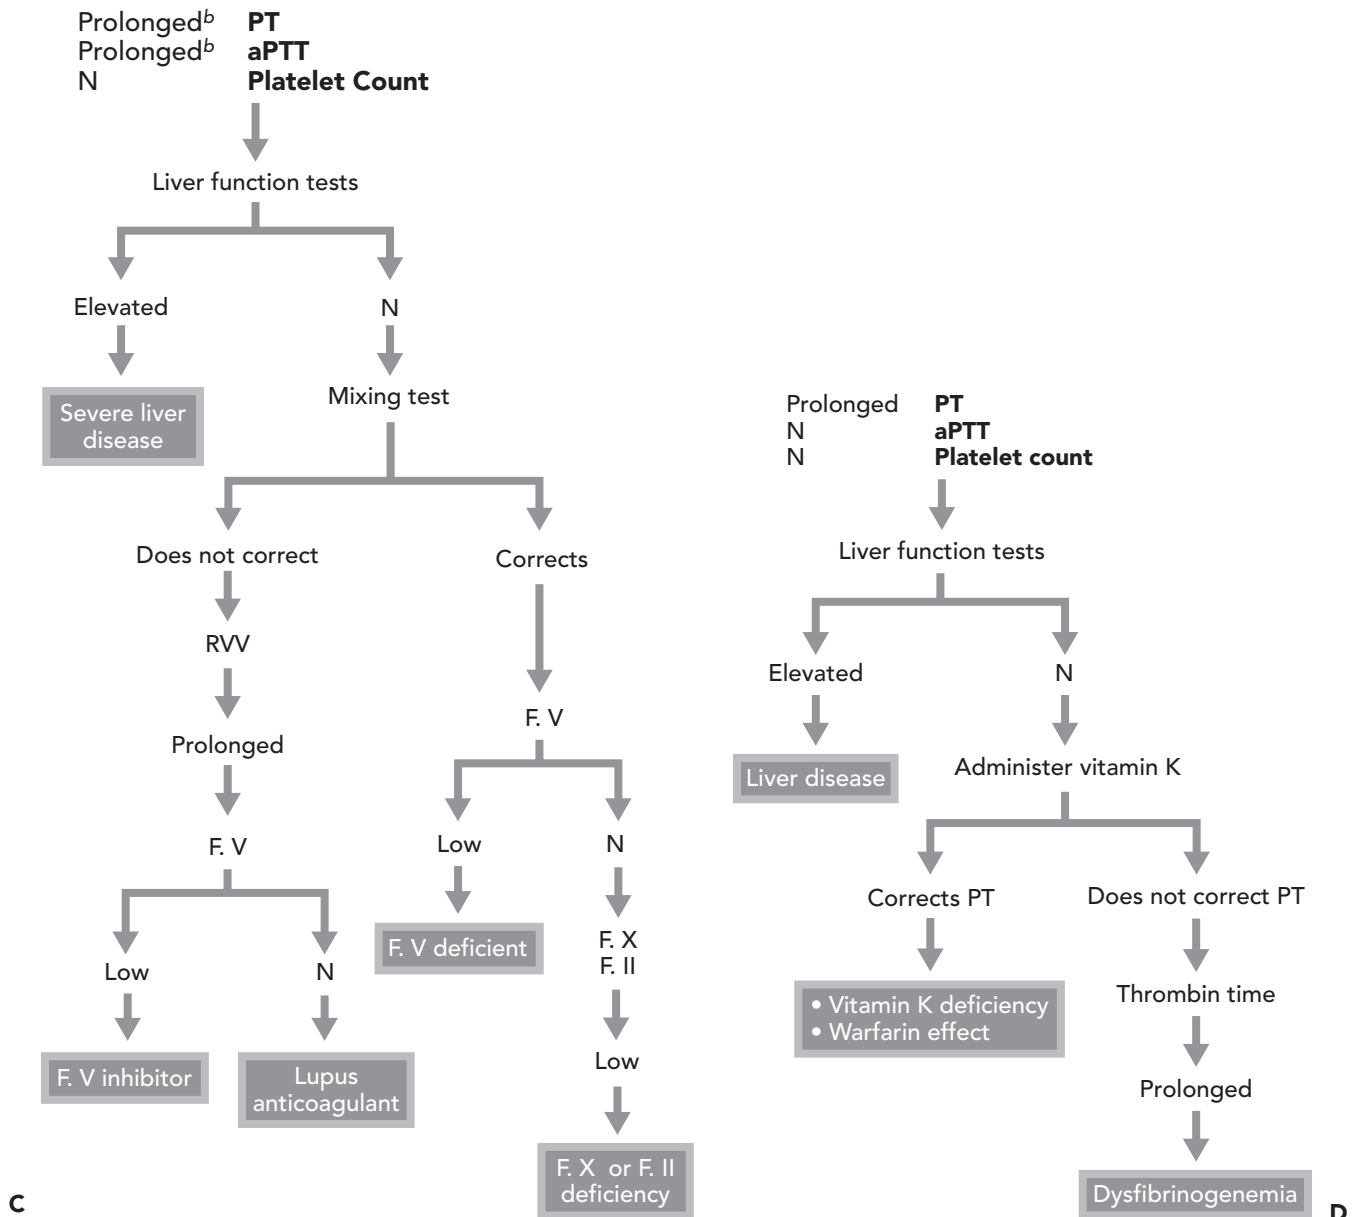 Prolongedᵇ PT
Prolongedᵇ aPTT
N Platelet Count
Liver function tests
Elevated
N
Severe liver
disease
Mixing test
Does not correct
Corrects
RVV
Prolonged
F. V
Low
N
F. V inhibitor
Lupus
anticoagulant
F. V
Low
N
F. V deficient
F. X
F. II
Low
F. X or F. II
deficiency
C
Prolonged PT
N aPTT
N Platelet count
Liver function tests
Elevated
N
Liver disease
Administer vitamin K
Corrects PT
Does not correct PT
• Vitamin K deficiency
• Warfarin effect
Thrombin time
Prolonged
Dysfibrinogenemia
D